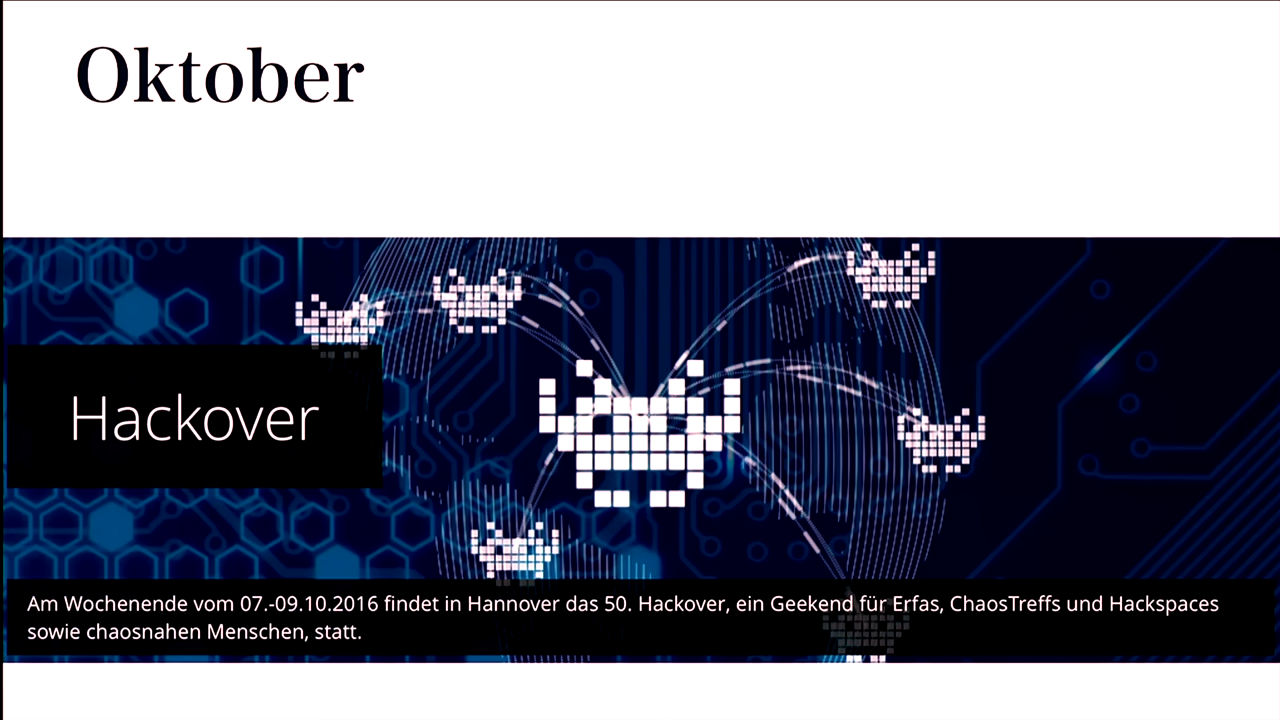 Oktober
Hackover
Am Wochenende vom 07.-09.10.2016 findet in Hannover das 50. Hackover, ein Geekend für Erfas, ChaosTreffs und Hackspaces
sowie chaosnahen Menschen, statt.